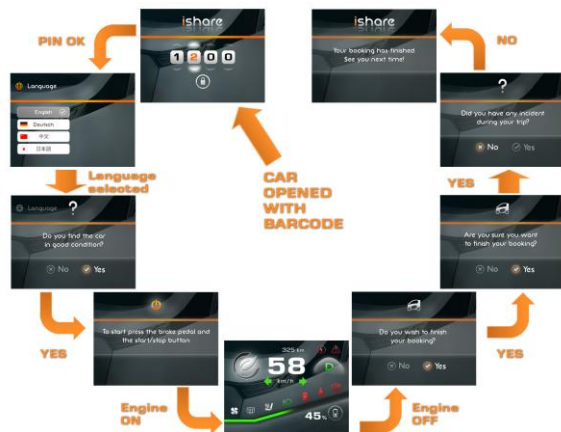 ishare
1 2 0 0
PIN OK
Language
English
Deutsch
中文
日本語
Language
selected
Language
?
Do you find the car
in good condition?
No Yes
YES
To start press the brake pedal and
the start/stop button
Engine
ON
325 km
58
km/h
45%
Engine
OFF
Do you wish to finish
your booking?
No Yes
YES
Are you sure you want
to finish your booking?
No Yes
YES
?
Did you have any incident
during your trip?
No Yes
NO
ishare
Your booking has finished
See you next time!
CAR
OPENED
WITH
BARCODE